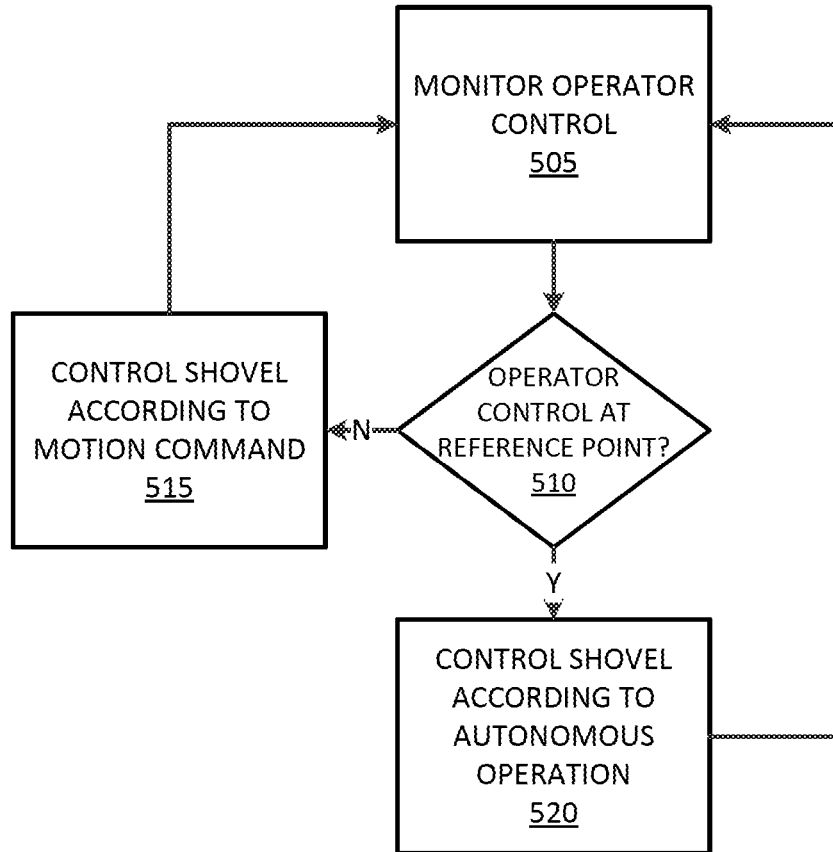 MONITOR OPERATOR
CONTROL
505
OPERATOR
CONTROL AT
REFERENCE POINT?
510
N
CONTROL SHOVEL
ACCORDING TO
MOTION COMMAND
515
Y
CONTROL SHOVEL
ACCORDING TO
AUTONOMOUS
OPERATION
520